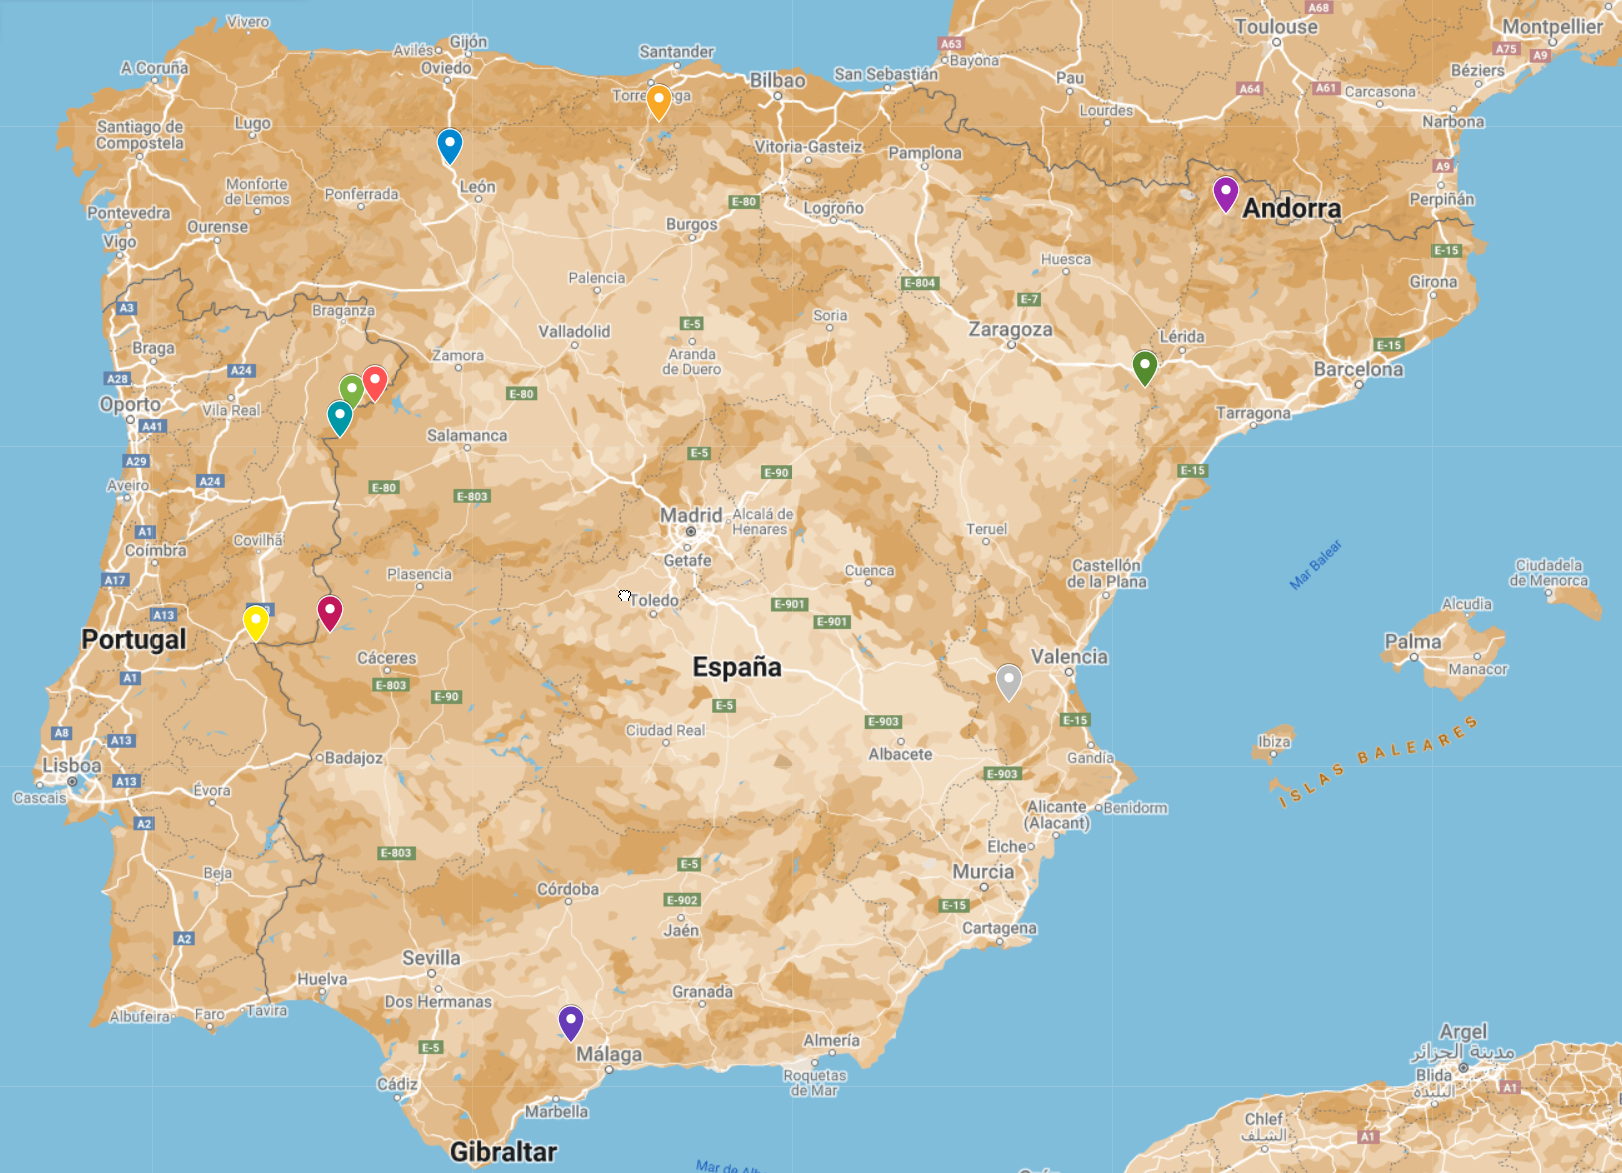 Vivero
A68
Toulouse
Montpellier
Avilés
Gijón
A63
A75
A9
Santander
Bayona
A Coruña
Oviedo
Bilbao
San Sebastián
Pau
Béziers
A64
A61
Carcasona
Lourdes
Narbona
Lugo
Santiago de
Compostela
Vitoria-Gasteiz
Pamplona
A9
Monforte
de Lemos
Ponferrada
León
E-80
Logroño
Andorra
Perpiñán
Pontevedra
Ourense
Burgos
Vigo
E-15
Huesca
Palencia
E-804
Girona
E-7
A3
Braganza
Soria
E-5
Valladolid
Zaragoza
Lérida
E-15
Braga
Zamora
Aranda
de Duero
A24
A28
Barcelona
E-80
Oporto
Vila Real
Tarragona
A41
Salamanca
E-5
A29
E-90
E-15
A24
Aveiro
E-80
E-803
Madrid
Alcalá de
Henares
Teruel
A1
Covilhã
Coímbra
Getafe
Mar Balear
Castellón
de la Plana
Ciudadela
de Menorca
Plasencia
Cuenca
A17
Toledo
E-901
Alcudia
A13
E-901
Portugal
Palma
Cáceres
España
Valencia
Manacor
A1
E-803
E-90
E-5
E-903
E-15
A8
Ciudad Real
A13
ISLAS BALEARES
Ibiza
Albacete
Badajoz
Gandía
Lisboa
E-903
A13
Évora
Cascais
Alicante
(Alacant)
Benidorm
A2
Elche
E-803
E-5
Beja
Murcia
Córdoba
E-902
E-15
Jaén
Cartagena
A2
Sevilla
Huelva
Dos Hermanas
Granada
Albufeira
Faro
Tavira
Argel
مدينة الجزائر
Almería
E-5
Málaga
Roquetas
de Mar
Blida
البليدة
A1
Cádiz
Marbella
Chlef
الشلف
A1
Gibraltar